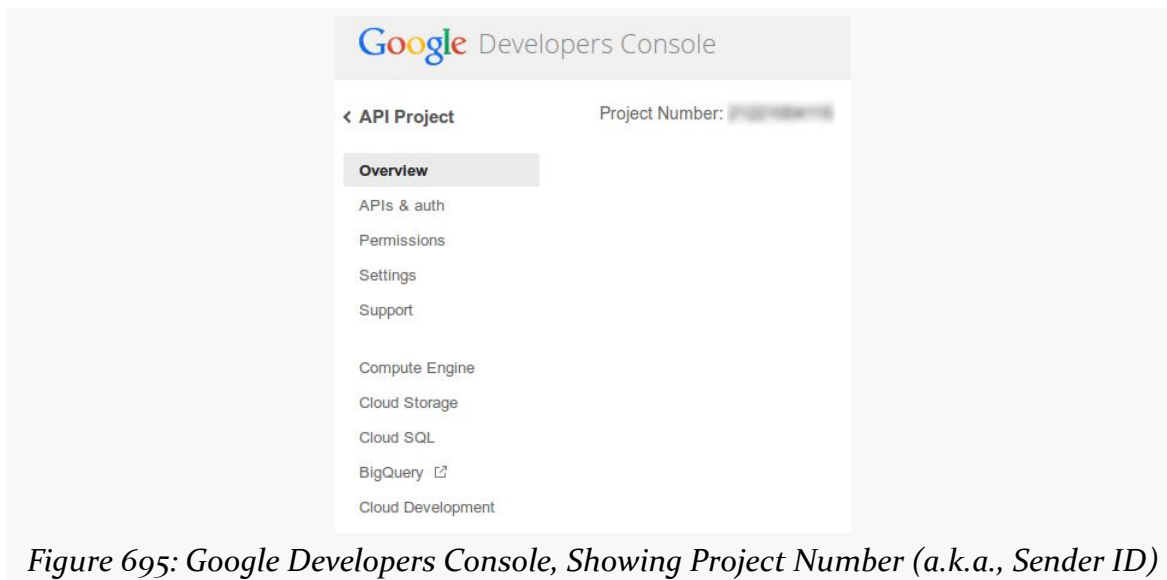 Google Developers Console
< API Project
Project Number:
Overview
APIs & auth
Permissions
Settings
Support
Compute Engine
Cloud Storage
Cloud SQL
BigQuery
Cloud Development
Figure 695: Google Developers Console, Showing Project Number (a.k.a., Sender ID)